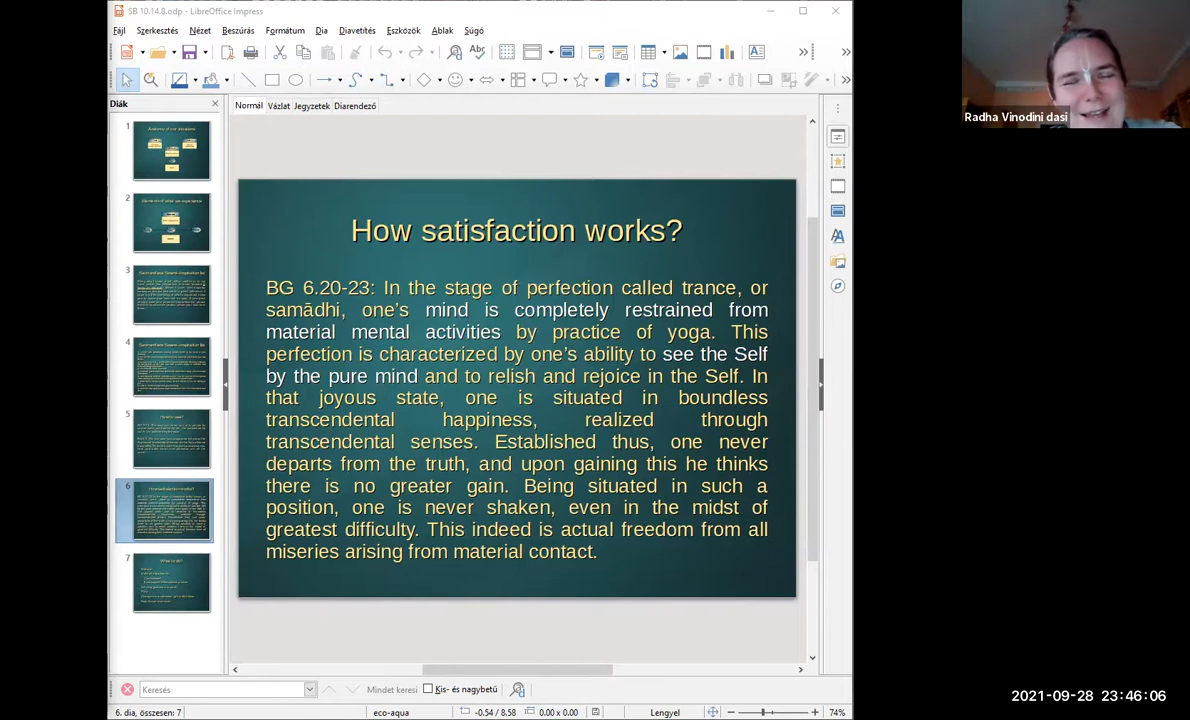 SB 10.14.8.odp - LibreOffice Impress
Fájl Szerkesztés Nézet Beszúrás Formátum Dia Diavetítés Eszközök Ablak Súgó
Diák
Normál Vázlat Jegyzetek Diarendező
1
2
3
4
5
6
7
How satisfaction works?
BG 6.20-23: In the stage of perfection called trance, or
samādhi, one's mind is completely restrained from
material mental activities by practice of yoga. This
perfection is characterized by one's ability to see the Self
by the pure mind and to relish and rejoice in the Self. In
that joyous state, one is situated in boundless
transcendental happiness, realized through
transcendental senses. Established thus, one never
departs from the truth, and upon gaining this he thinks
there is no greater gain. Being situated in such a
position, one is never shaken, even in the midst of
greatest difficulty. This indeed is actual freedom from all
miseries arising from material contact.
Keresés Mindet keresi Kis- és nagybetű
6. dia, összesen: 7 eco-aqua -0.54 / 8.58 0.00 x 0.00 Lengyel 74%
Radha Vinodini dasi
2021-09-28 23:46:06